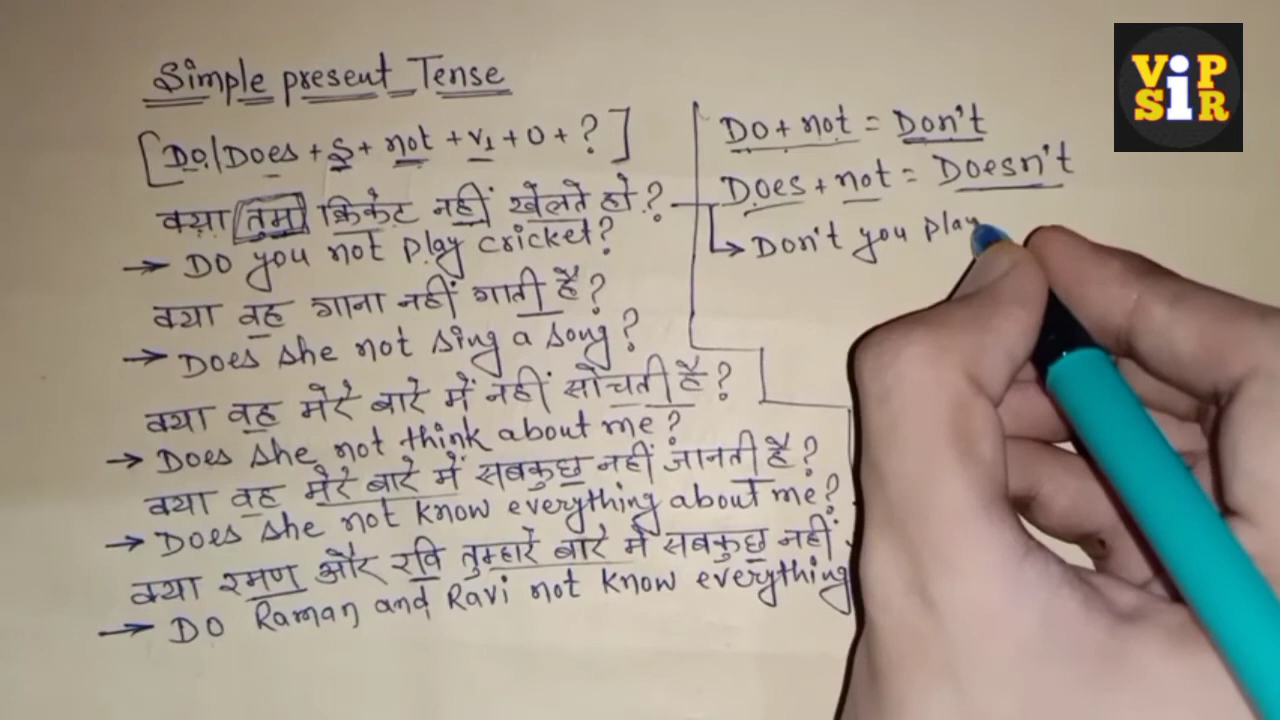 Simple present Tense
[Do/Does + S + not + V1 + O + ?]
क्या तुम क्रिकेट नहीं खेलते हो?
→ Do you not play cricket?
क्या वह गाना नहीं गाती है?
→ Does she not sing a song?
क्या वह मेरे बारे में नहीं सोचती है?
→ Does she not think about me?
क्या वह मेरे बारे में सबकुछ नहीं जानती है?
→ Does she not know everything about me?
क्या रमण और रवि तुम्हारे बारे में सबकुछ नहीं
→ Do Raman and Ravi not know everything
Do + not = Don't
Does + not = Doesn't
→ Don't you play
ViP
SiR